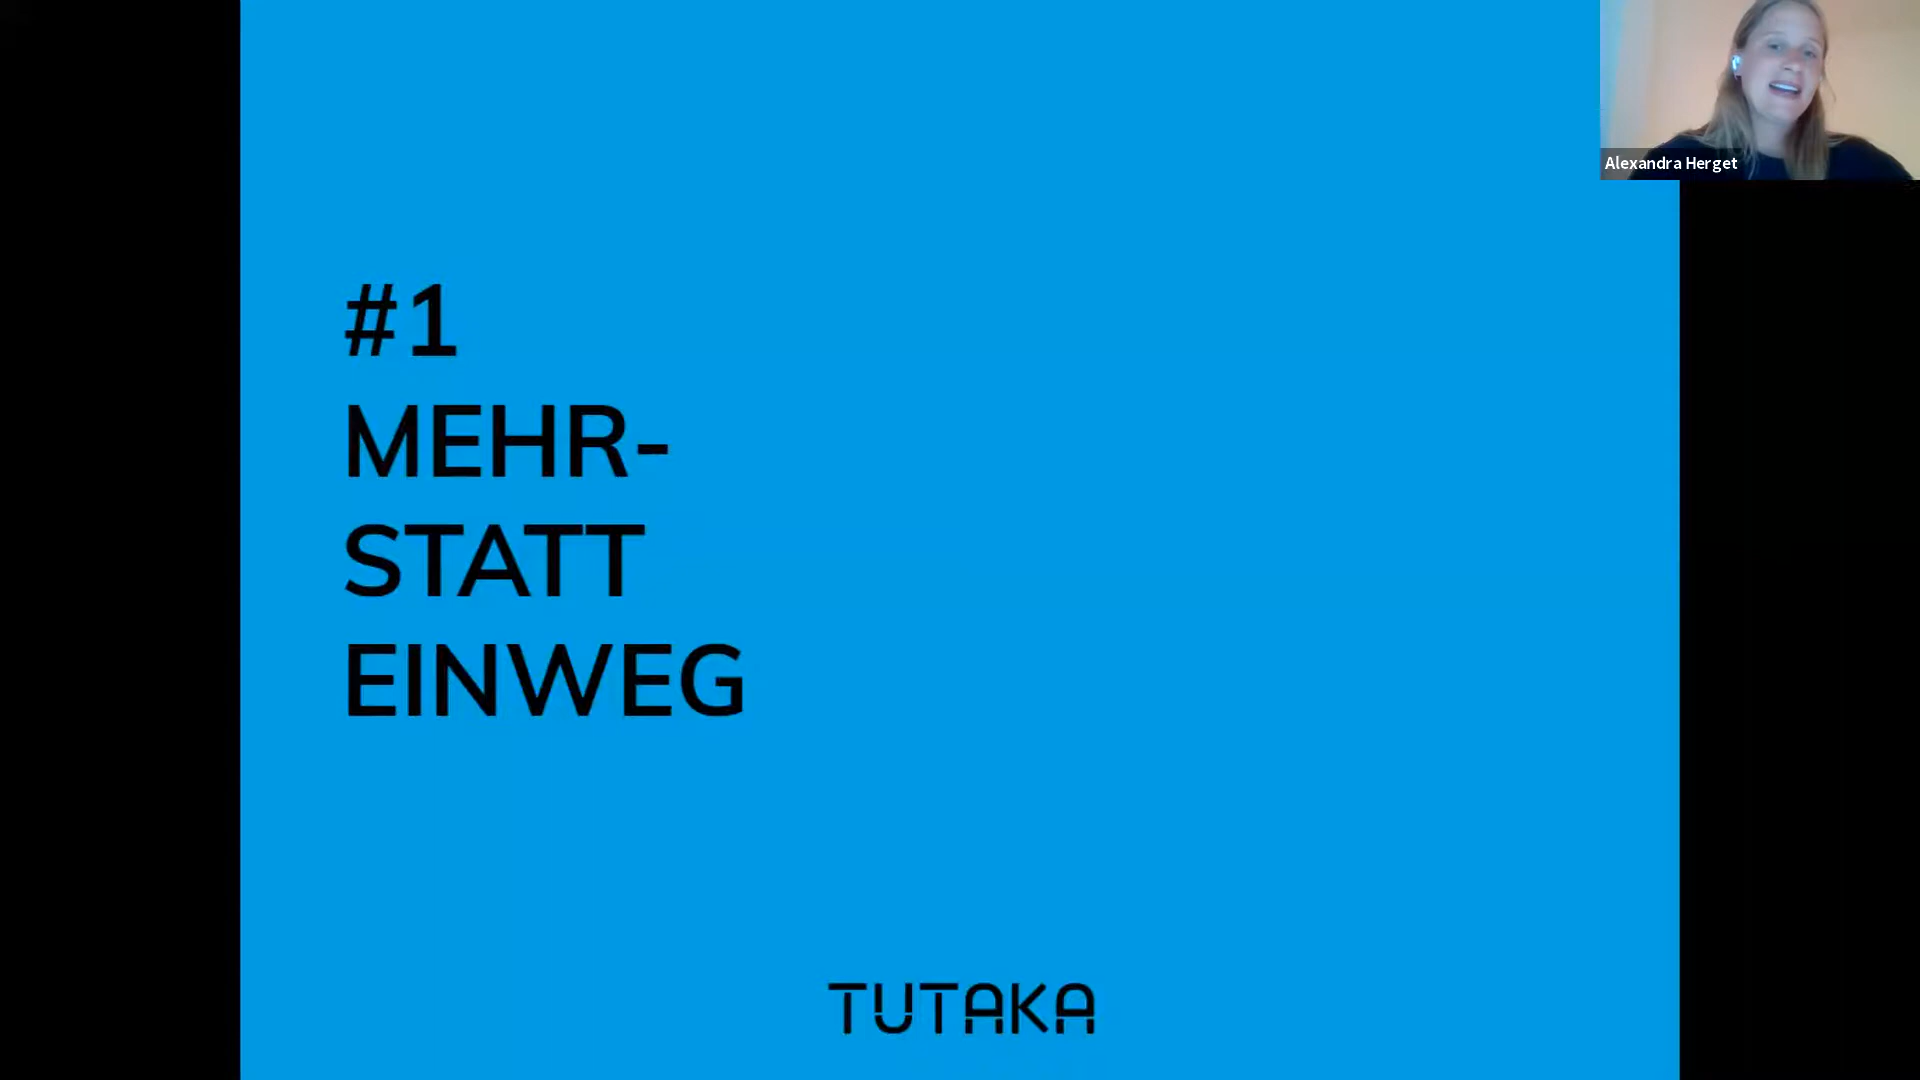 Alexandra Herget
#1
MEHR-
STATT
EINWEG
TUTAKA